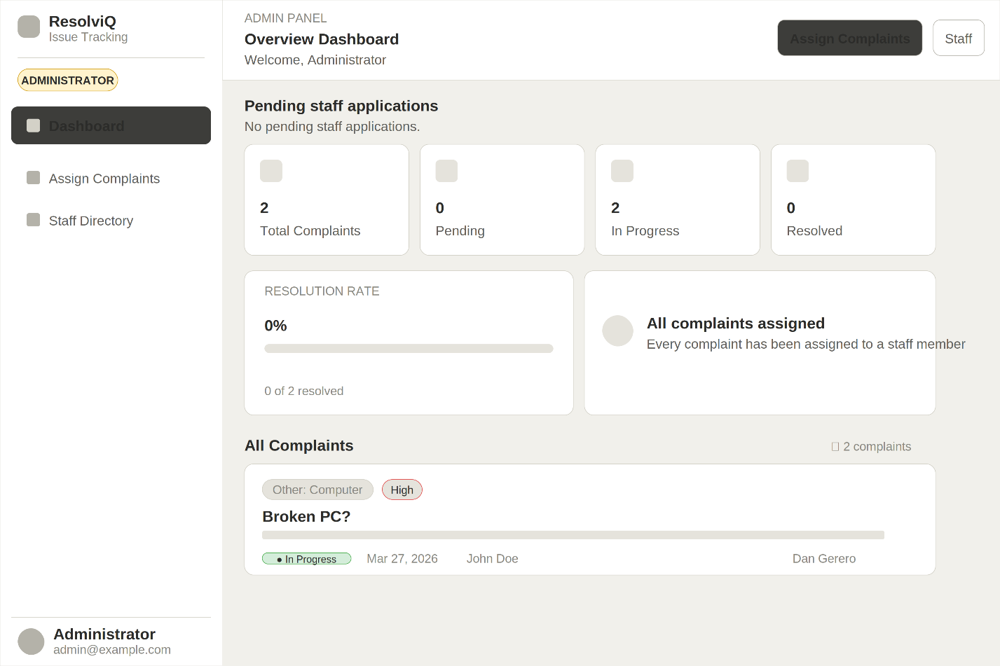 ResolviQ
Issue Tracking
ADMINISTRATOR
Dashboard
Assign Complaints
Staff Directory
Administrator
admin@example.com
ADMIN PANEL
Overview Dashboard
Welcome, Administrator
Assign Complaints
Staff
Pending staff applications
No pending staff applications.
2
Total Complaints
0
Pending
2
In Progress
0
Resolved
RESOLUTION RATE
0%
0 of 2 resolved
All complaints assigned
Every complaint has been assigned to a staff member
All Complaints
2 complaints
Other: Computer
High
Broken PC?
● In Progress
Mar 27, 2026
John Doe
Dan Gerero